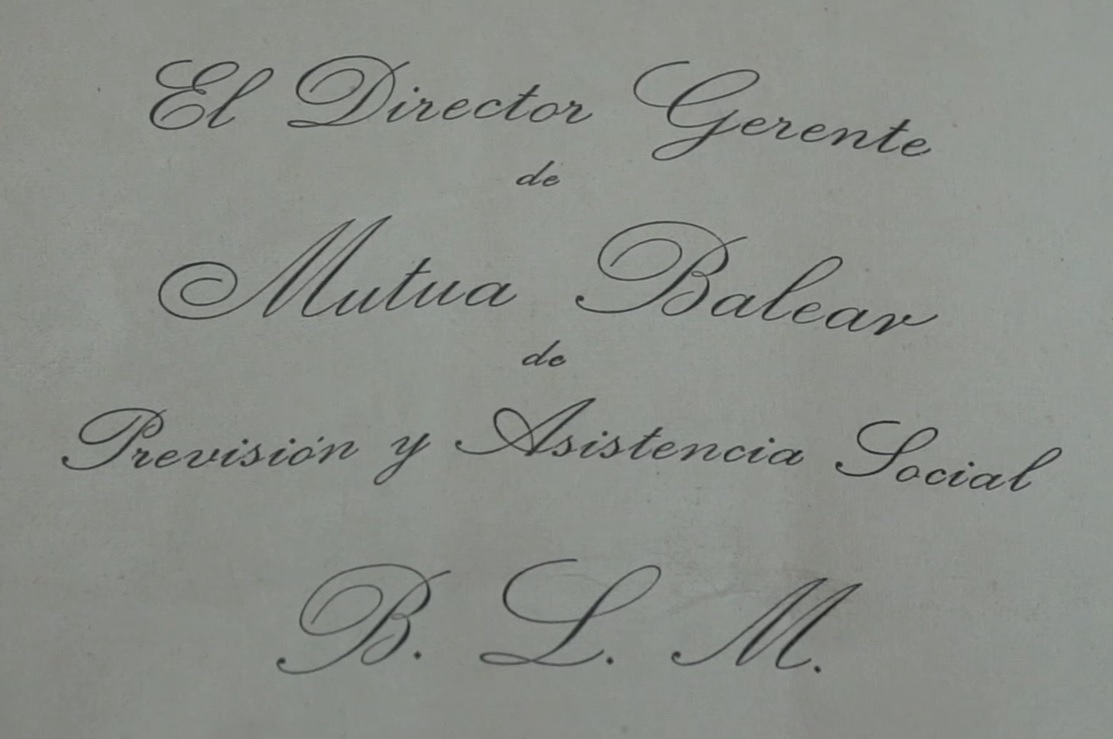 El Director Gerente
de
Mutua Balear
de
Previsión y Asistencia Social
B. L. M.